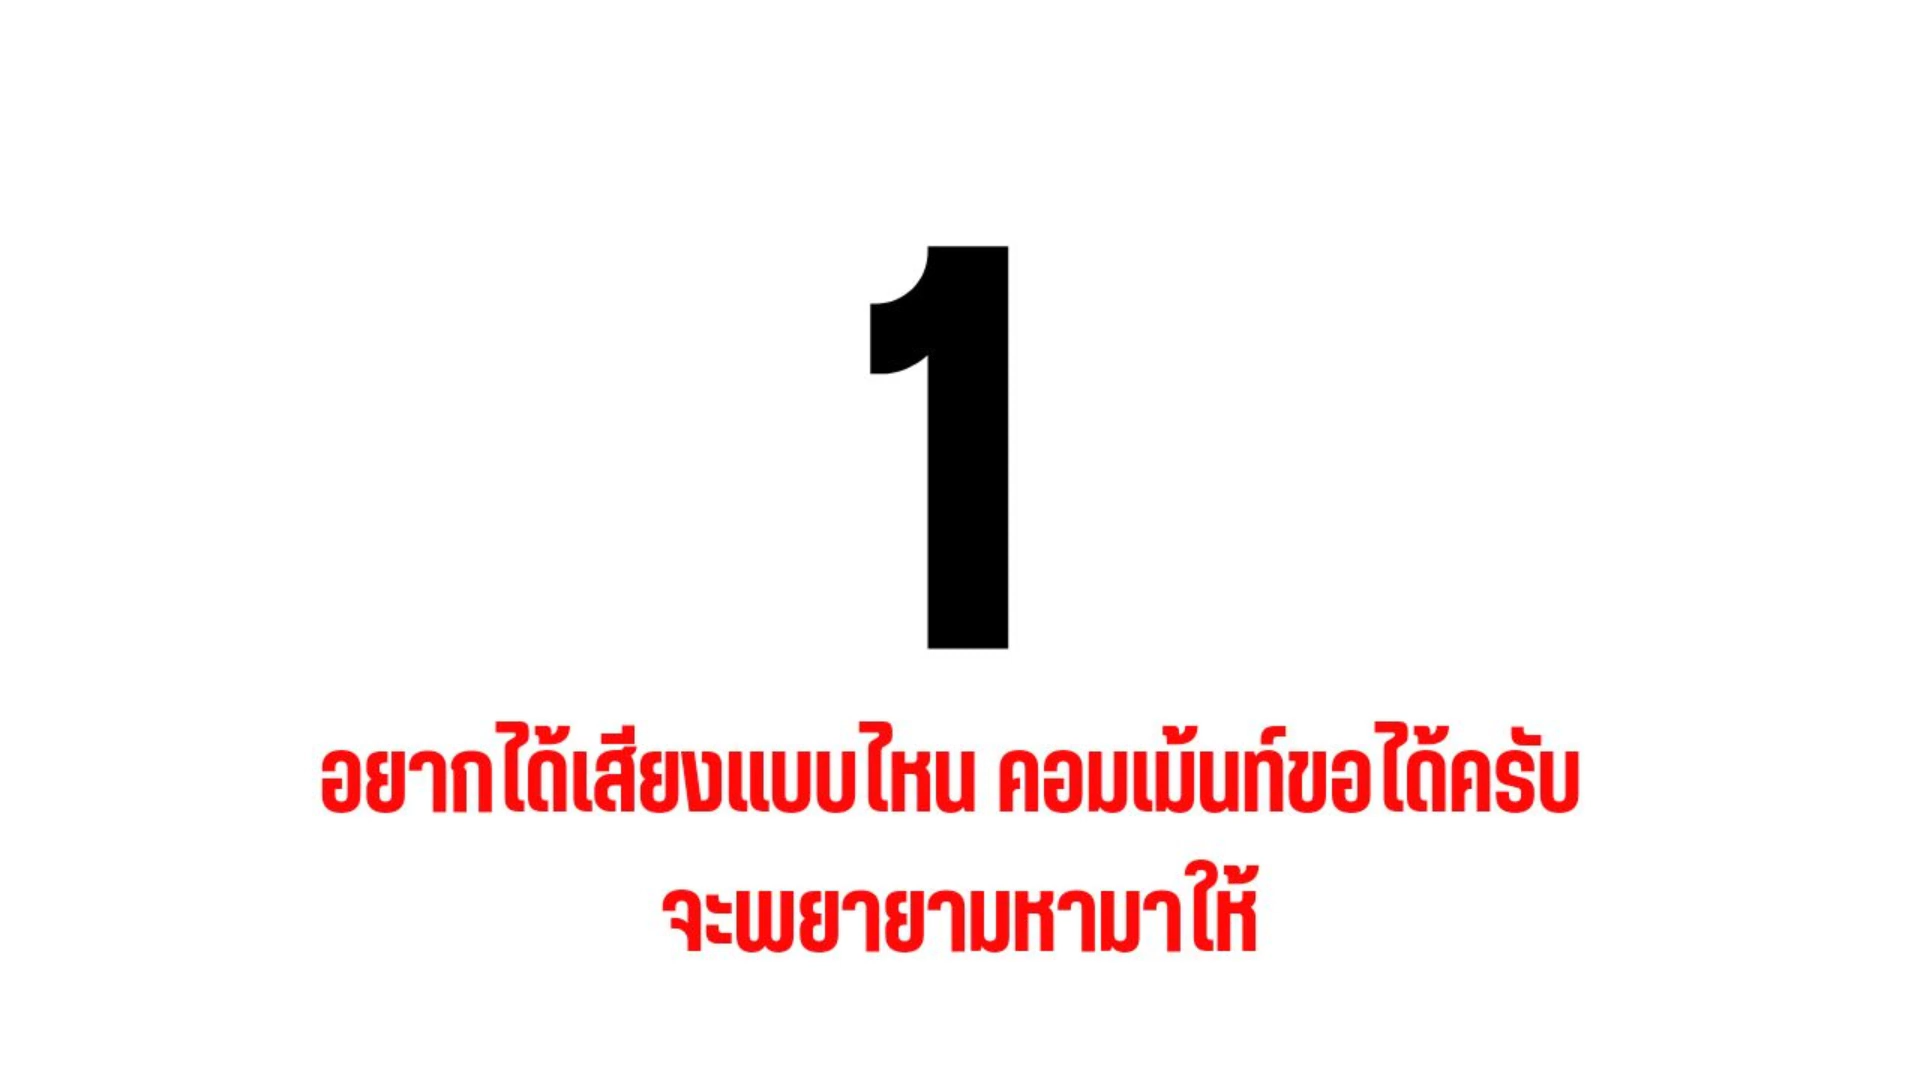 1
อยากได้เสียงแบบไหน คอมเม้นท์ขอได้ครับ
จะพยายามหามาให้